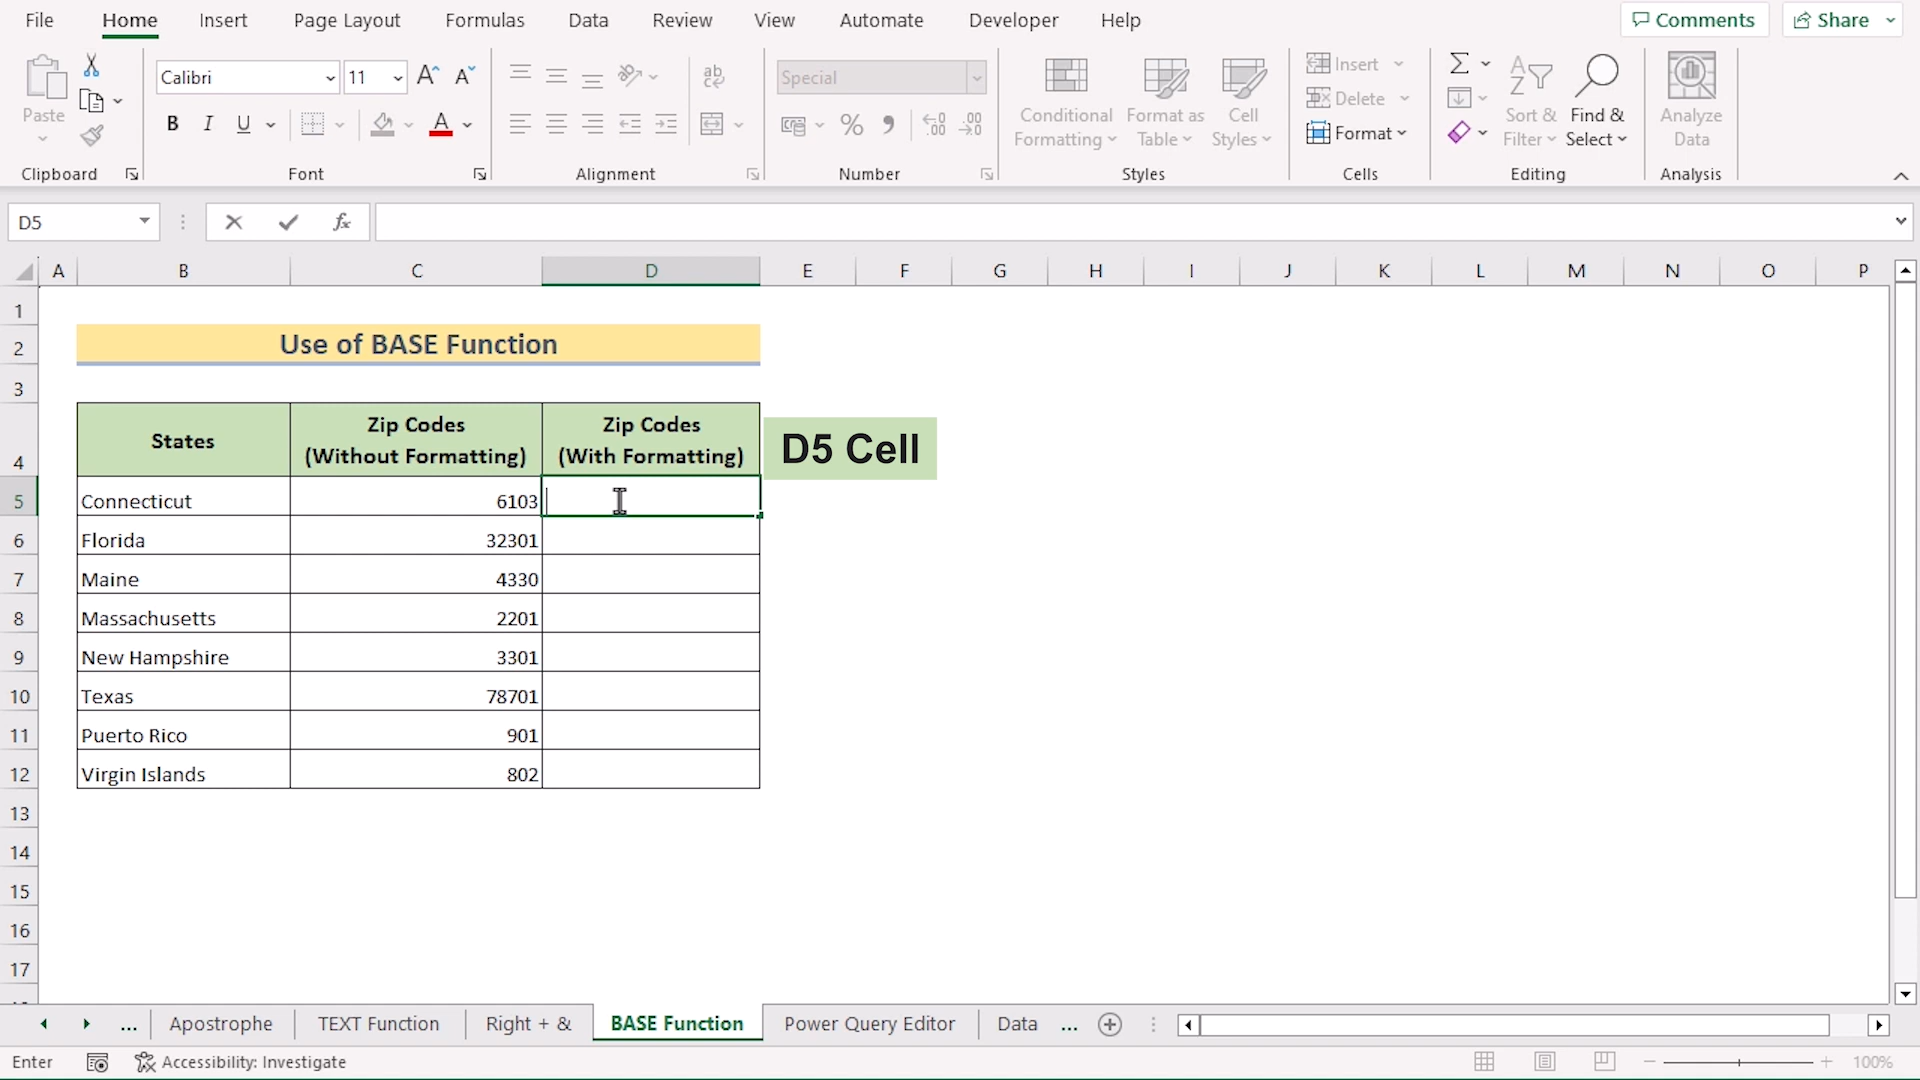 File Home Insert Page Layout Formulas Data Review View Automate Developer Help Comments Share
Calibri 11 A A ab Special
Paste B I U A % Conditional Formatting Format as Table Cell Styles Insert Delete Format Sort & Filter Find & Select Analyze Data
Clipboard Font Alignment Number Styles Cells Editing Analysis
D5 fx
A B C D E F G H I J K L M N O P
1
2 Use of BASE Function
3
4 States Zip Codes (Without Formatting) Zip Codes (With Formatting) D5 Cell
5 Connecticut 6103
6 Florida 32301
7 Maine 4330
8 Massachusetts 2201
9 New Hampshire 3301
10 Texas 78701
11 Puerto Rico 901
12 Virgin Islands 802
13
14
15
16
17
... Apostrophe TEXT Function Right + & BASE Function Power Query Editor Data ...
Enter Accessibility: Investigate 100%